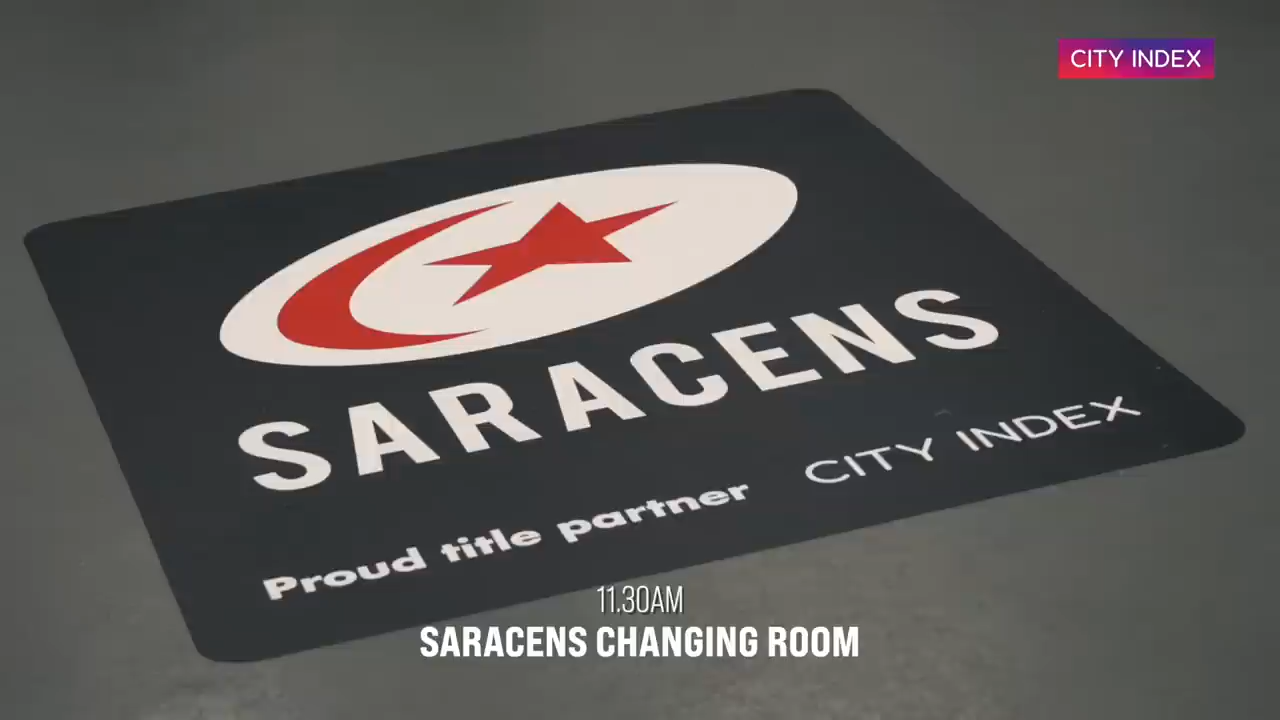 CITY INDEX
SARACENS
Proud title partner CITY INDEX
11.30AM
SARACENS CHANGING ROOM